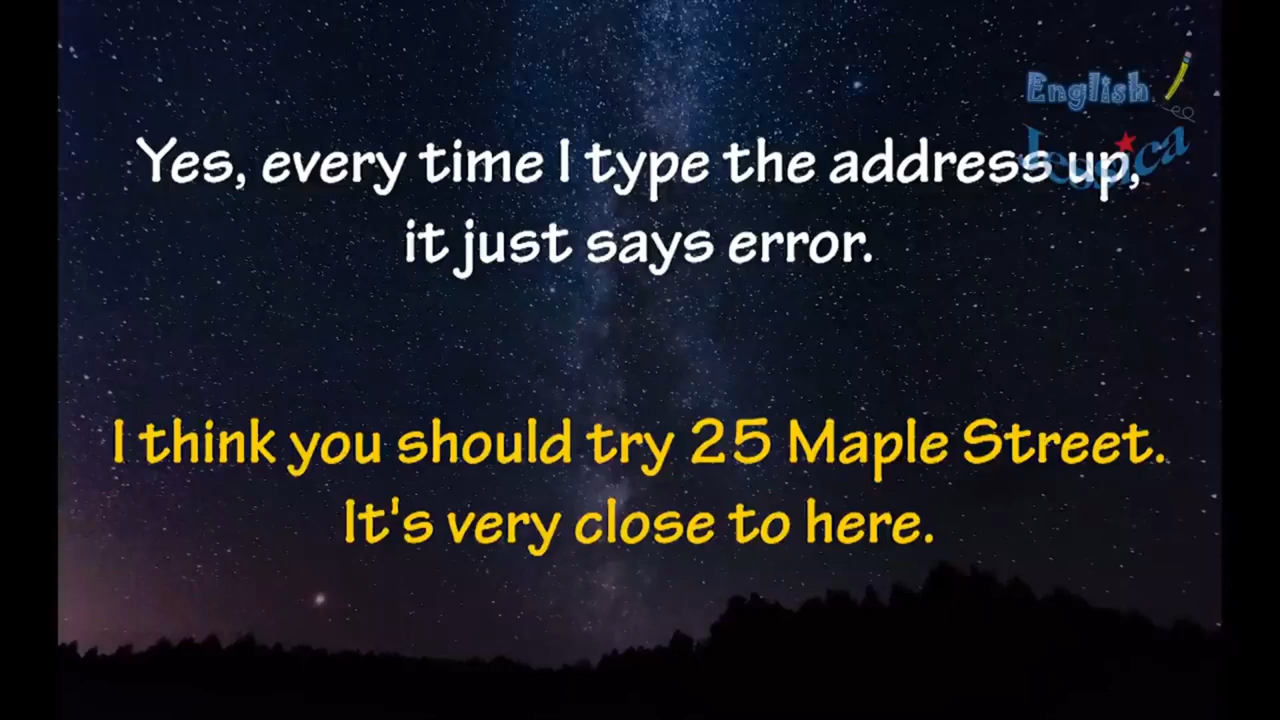 English
Jessica
Yes, every time I type the address up,
it just says error.
I think you should try 25 Maple Street.
It's very close to here.